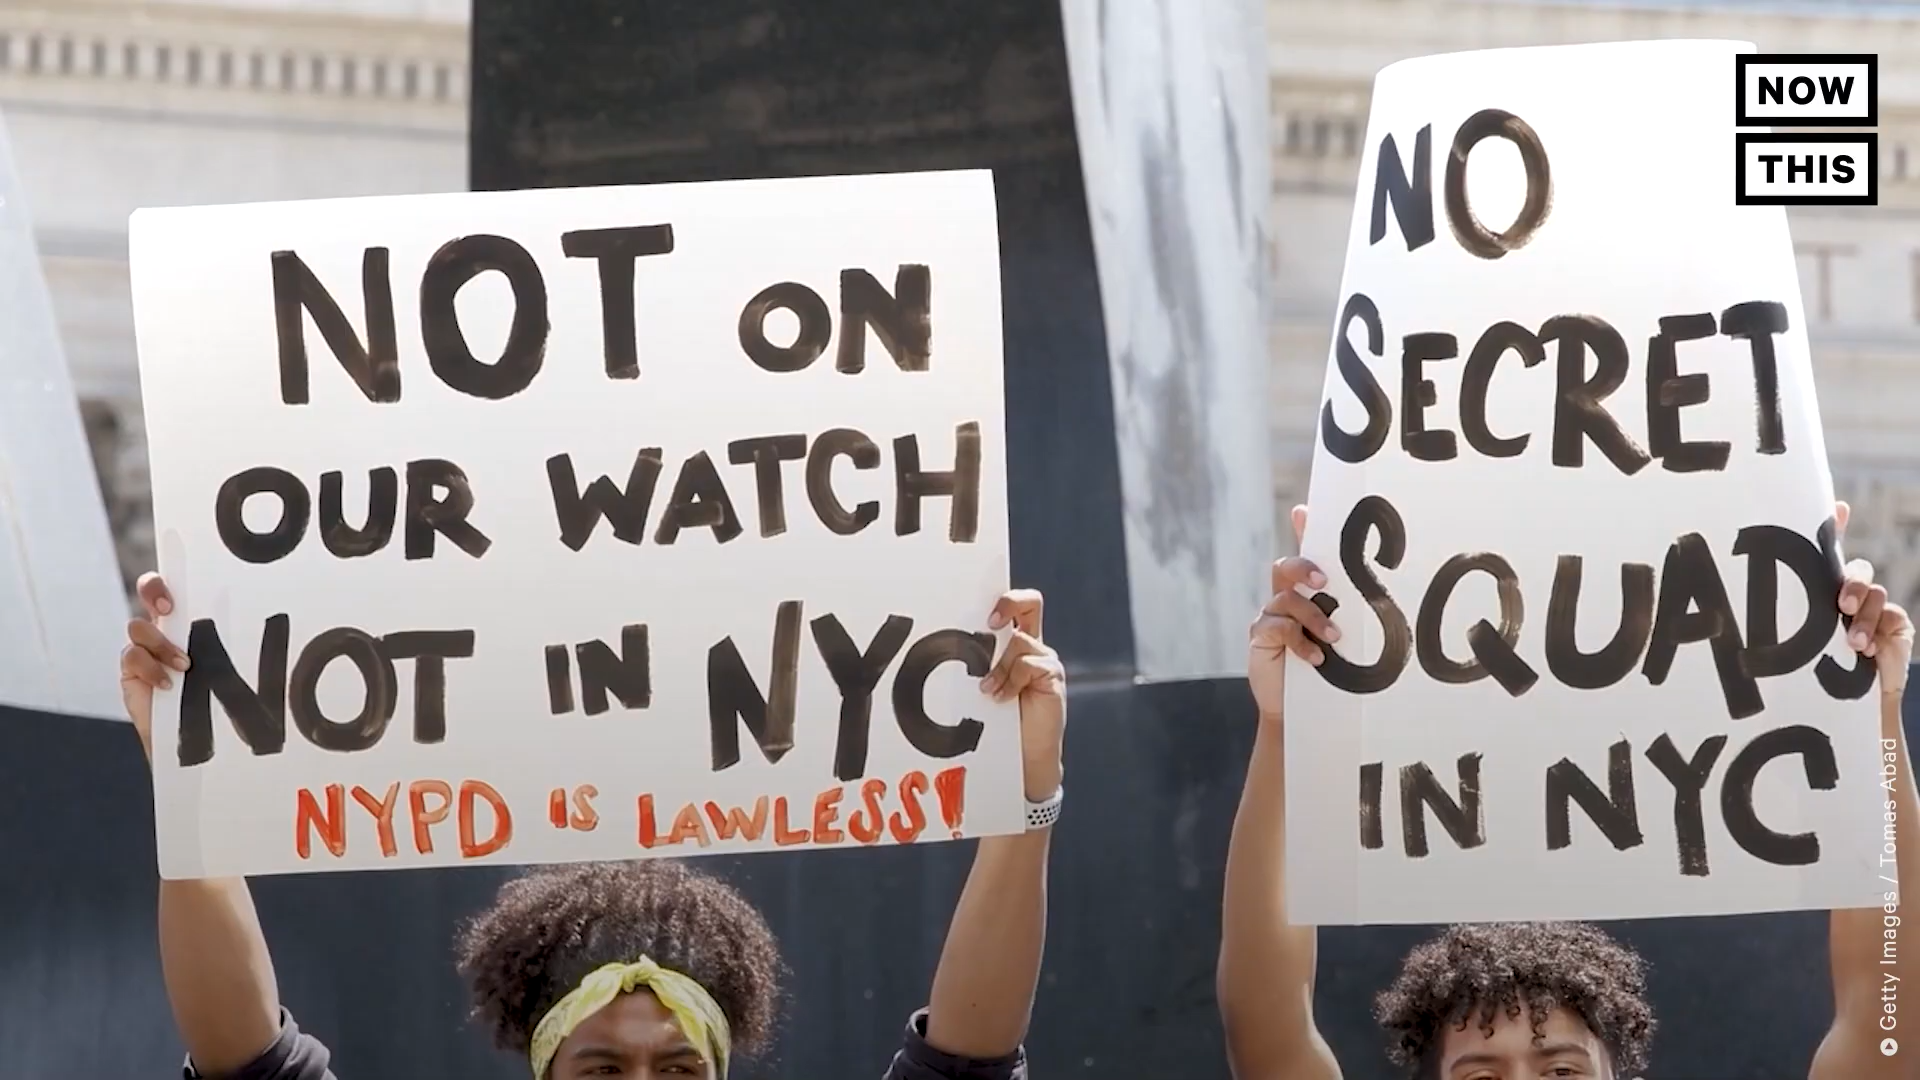 NOT ON
OUR WATCH
NOT IN NYC
NYPD IS LAWLESS!
NO
SECRET
SQUADS
IN NYC
NOW
THIS
Getty Images / Tomas Abad